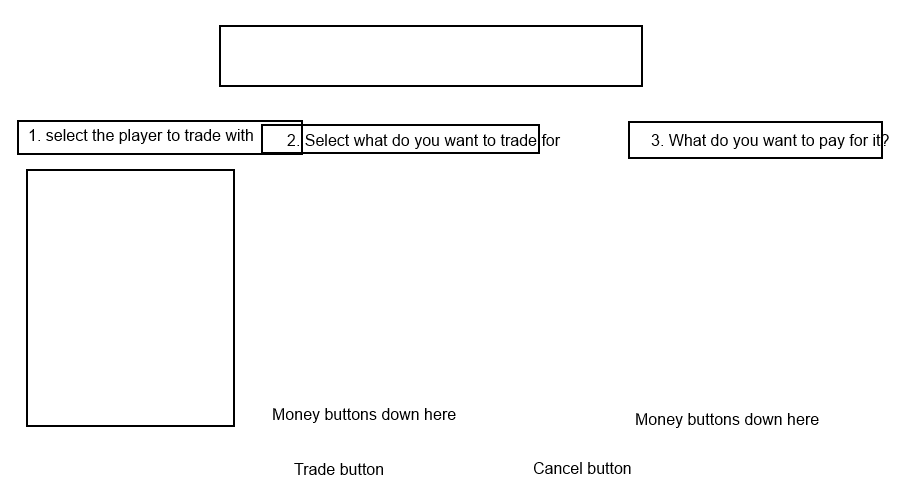 1. select the player to trade with
2. Select what do you want to trade for
3. What do you want to pay for it?
Money buttons down here
Money buttons down here
Trade button
Cancel button